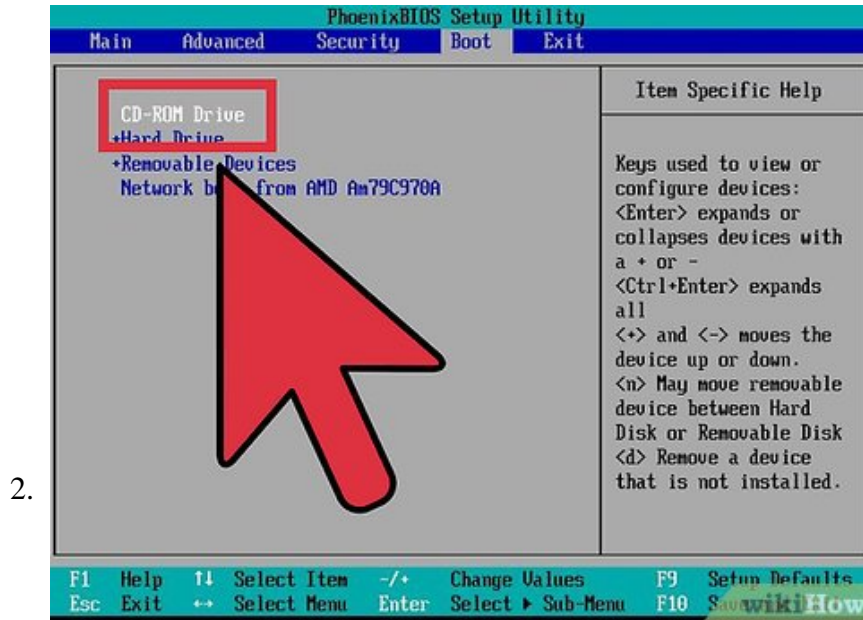 PhoenixBIOS Setup Utility
Main Advanced Security Boot Exit
CD-ROM Drive
+Hard Drive
+Removable Devices
Network from AMD Am79C970A
Item Specific Help
Keys used to view or
configure devices:
<Enter> expands or
collapses devices with
a + or -
<Ctrl+Enter> expands
all
<+> and <-> moves the
device up or down.
<n> May move removable
device between Hard
Disk or Removable Disk
<d> Remove a device
that is not installed.
2.
F1 Help ↑↓ Select Item -/+ Change Values F9 Setup Defaults
Esc Exit ↔ Select Menu Enter Select ▶ Sub-Menu F10
wikiHow